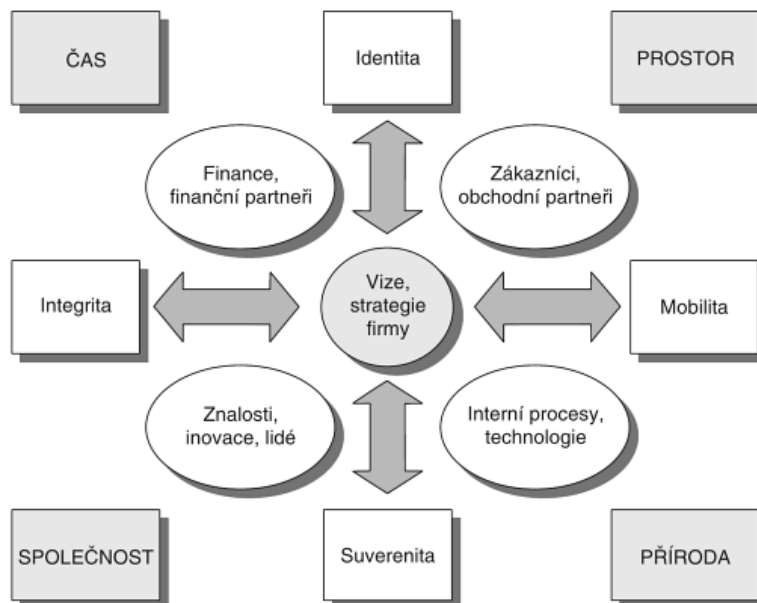 ČAS
Identita
PROSTOR
Finance,
finanční partneři
Zákazníci,
obchodní partneři
Integrita
Vize,
strategie
firmy
Mobilita
Znalosti,
inovace, lidé
Interní procesy,
technologie
SPOLEČNOST
Suverenita
PŘÍRODA